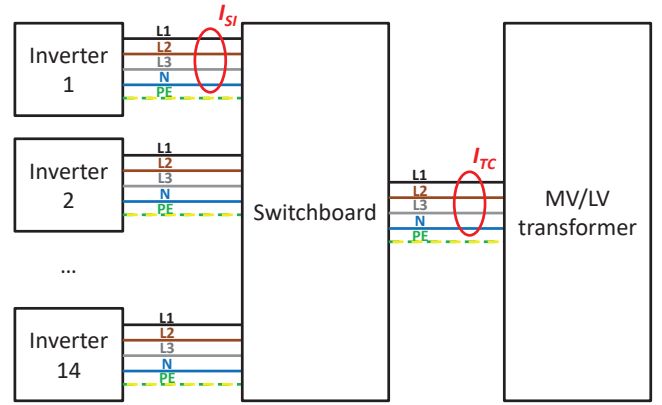 I_SI
L1
L2
L3
N
PE
Inverter
1
L1
L2
L3
N
PE
Inverter
2
...
L1
L2
L3
N
PE
Inverter
14
Switchboard
I_TC
L1
L2
L3
N
PE
MV/LV
transformer